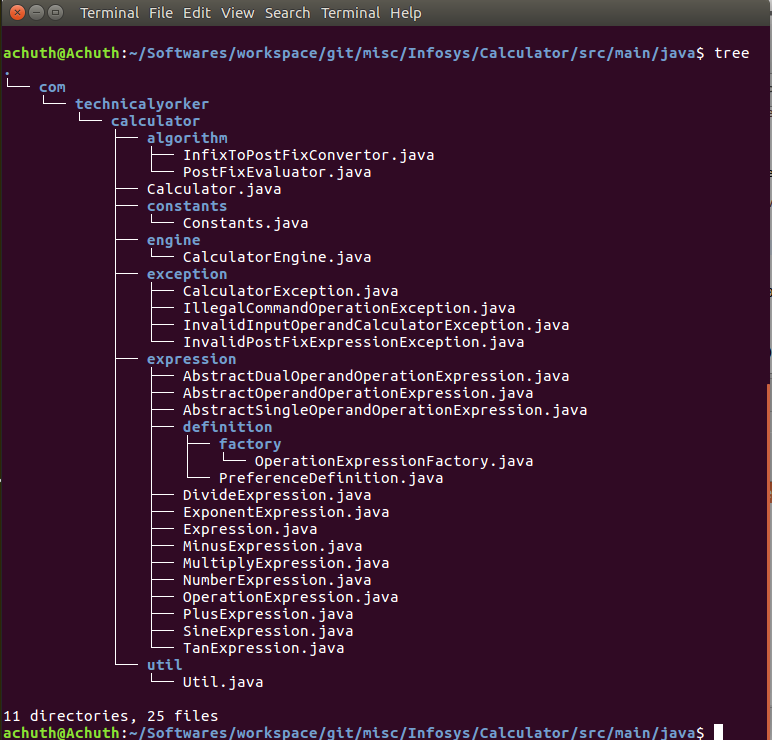 Terminal File Edit View Search Terminal Help
achuth@Achuth:~/Softwares/workspace/git/misc/Infosys/Calculator/src/main/java$ tree
.
└── com
    └── technicalyorker
        └── calculator
            ├── algorithm
            │   ├── InfixToPostFixConvertor.java
            │   └── PostFixEvaluator.java
            ├── Calculator.java
            ├── constants
            │   └── Constants.java
            ├── engine
            │   └── CalculatorEngine.java
            ├── exception
            │   ├── CalculatorException.java
            │   ├── IllegalCommandOperationException.java
            │   ├── InvalidInputOperandCalculatorException.java
            │   └── InvalidPostFixExpressionException.java
            ├── expression
            │   ├── AbstractDualOperandOperationExpression.java
            │   ├── AbstractOperandOperationExpression.java
            │   ├── AbstractSingleOperandOperationExpression.java
            │   ├── definition
            │   │   ├── factory
            │   │   │   └── OperationExpressionFactory.java
            │   │   └── PreferenceDefinition.java
            │   ├── DivideExpression.java
            │   ├── ExponentExpression.java
            │   ├── Expression.java
            │   ├── MinusExpression.java
            │   ├── MultiplyExpression.java
            │   ├── NumberExpression.java
            │   ├── OperationExpression.java
            │   ├── PlusExpression.java
            │   ├── SineExpression.java
            │   └── TanExpression.java
            └── util
                └── Util.java
11 directories, 25 files
achuth@Achuth:~/Softwares/workspace/git/misc/Infosys/Calculator/src/main/java$